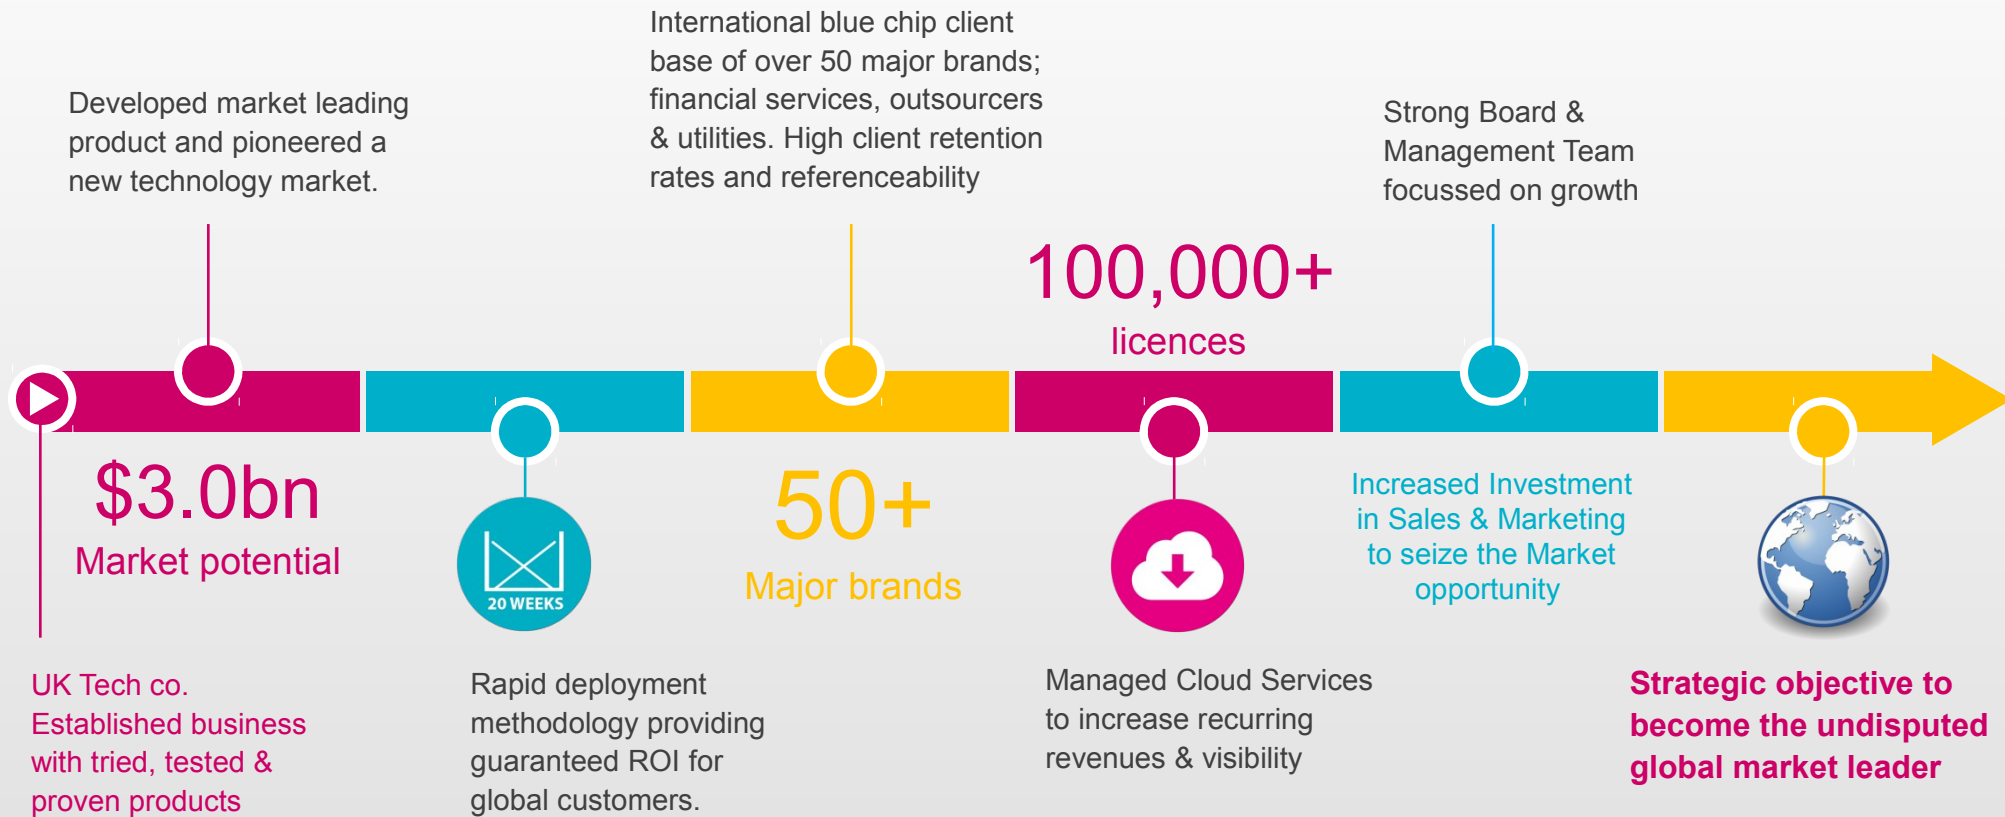 Developed market leading
product and pioneered a
new technology market.
International blue chip client
base of over 50 major brands;
financial services, outsourcers
& utilities. High client retention
rates and referenceability
Strong Board &
Management Team
focussed on growth
100,000+
licences
$3.0bn
Market potential
20 WEEKS
50+
Major brands
Increased Investment
in Sales & Marketing
to seize the Market
opportunity
UK Tech co.
Established business
with tried, tested &
proven products
Rapid deployment
methodology providing
guaranteed ROI for
global customers.
Managed Cloud Services
to increase recurring
revenues & visibility
Strategic objective to
become the undisputed
global market leader